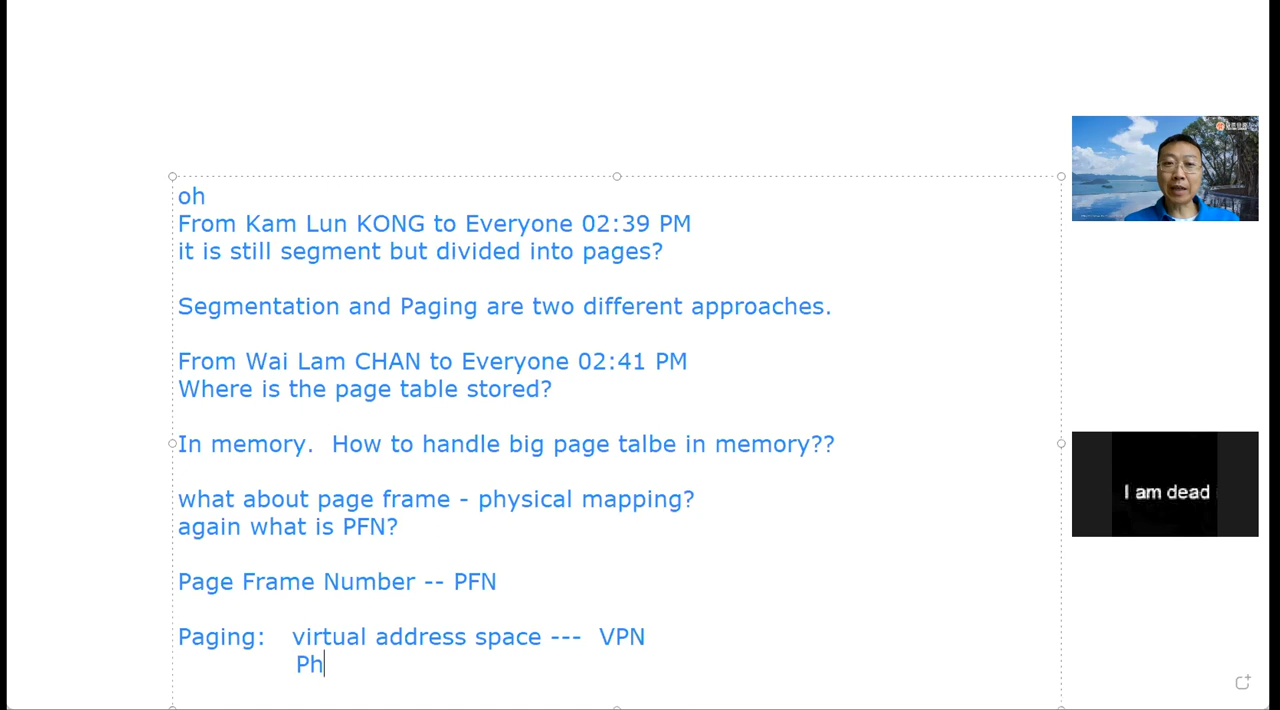 oh
From Kam Lun KONG to Everyone 02:39 PM
it is still segment but divided into pages?
Segmentation and Paging are two different approaches.
From Wai Lam CHAN to Everyone 02:41 PM
Where is the page table stored?
In memory. How to handle big page talbe in memory??
what about page frame - physical mapping?
again what is PFN?
Page Frame Number -- PFN
Paging: virtual address space --- VPN
Ph
I am dead